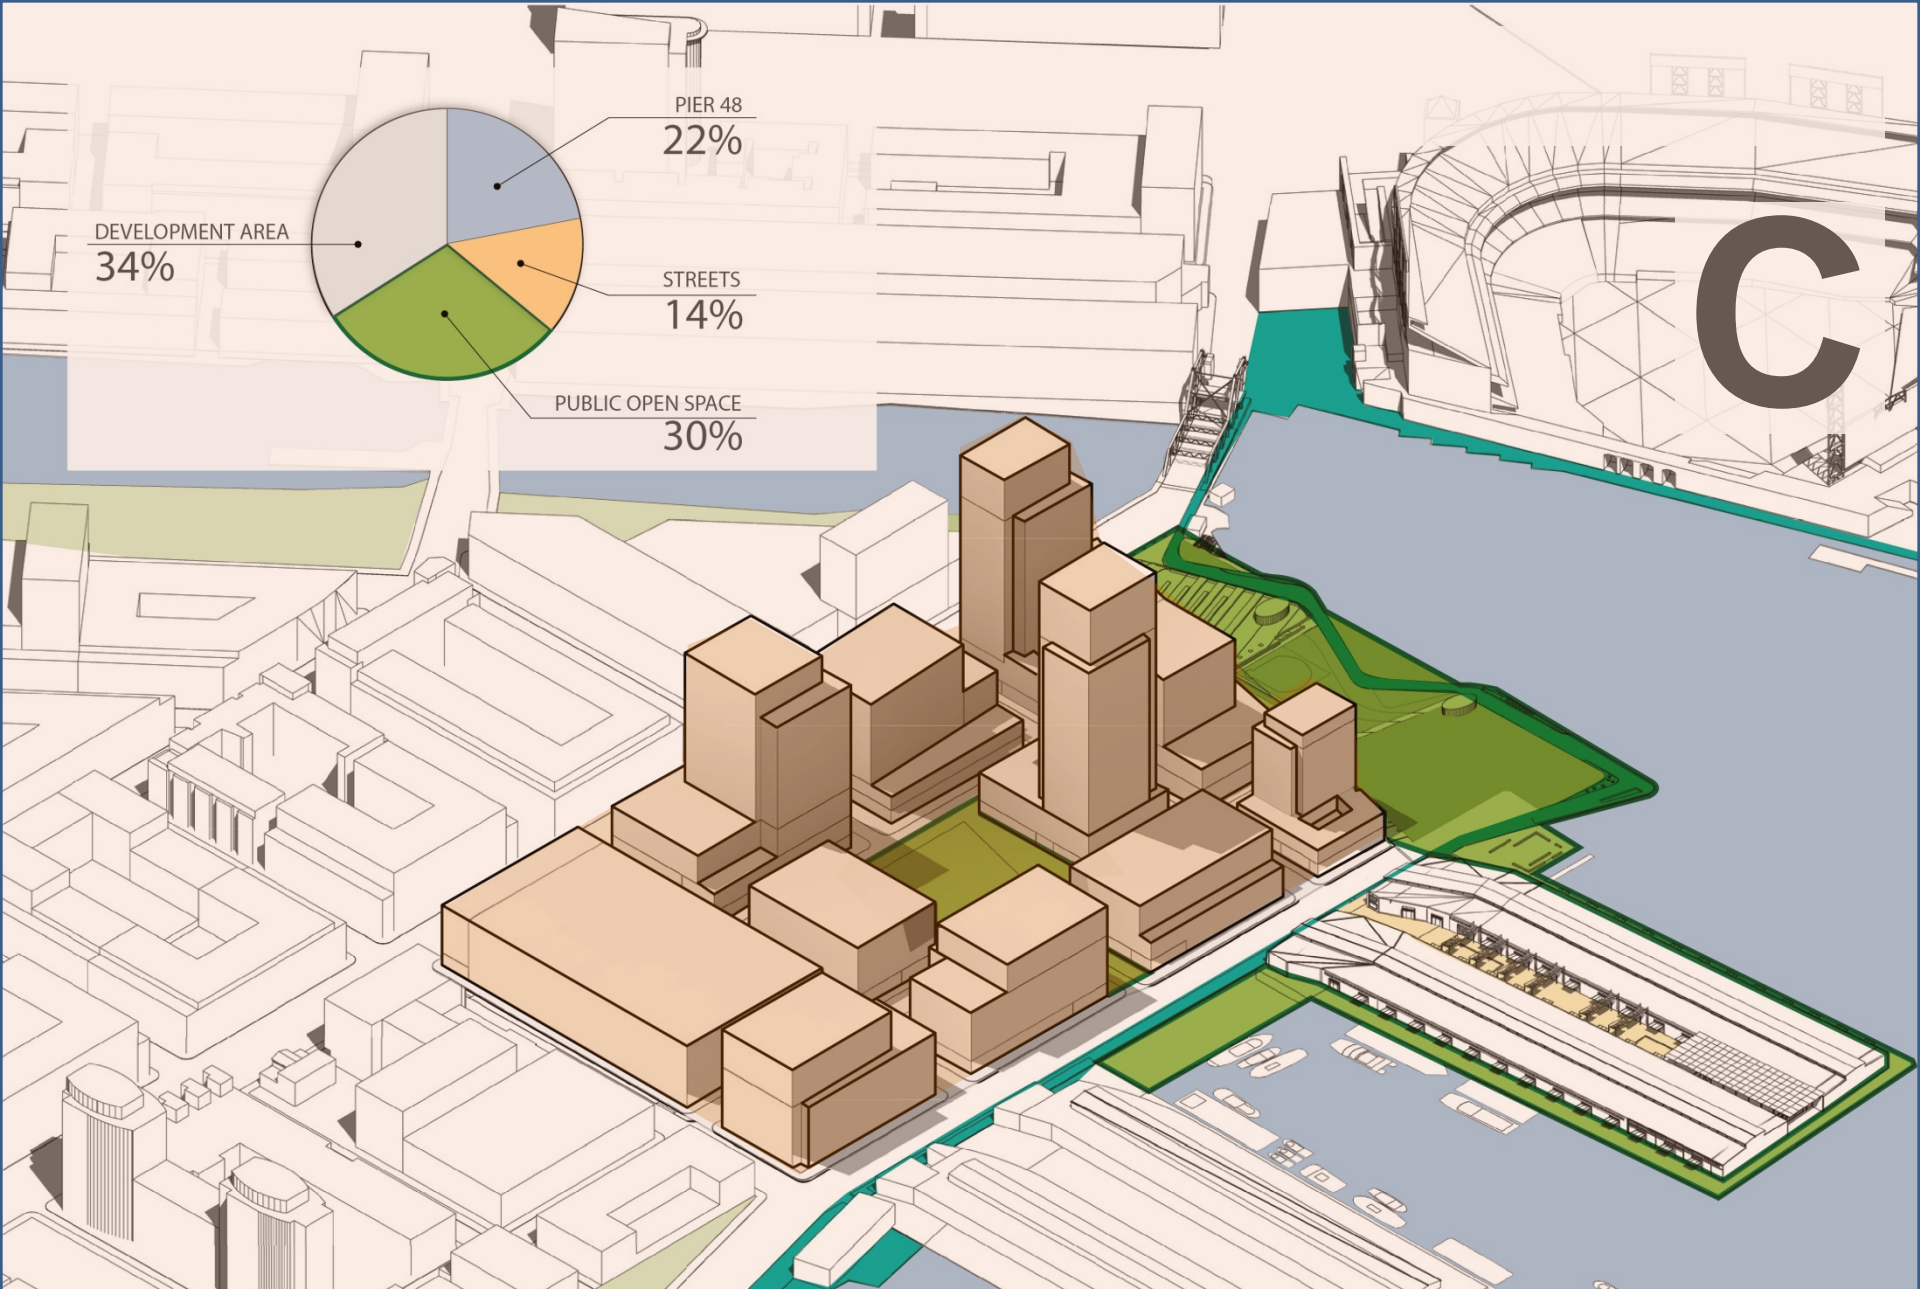 PIER 48
22%
DEVELOPMENT AREA
34%
STREETS
14%
PUBLIC OPEN SPACE
30%
C